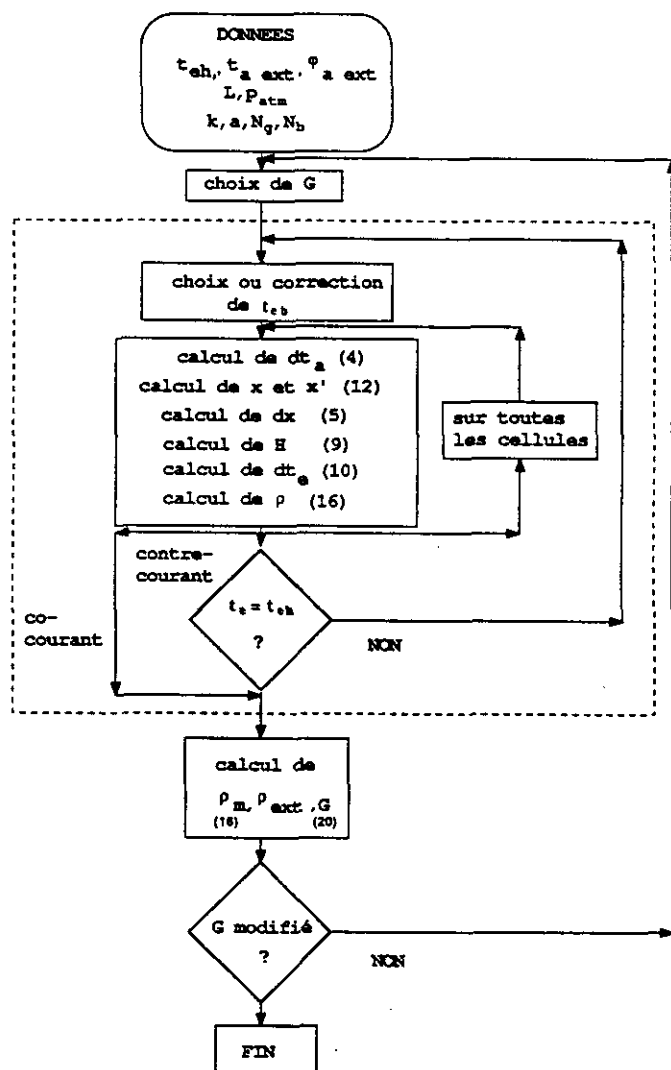 DONNEES
t_eh, t_a ext, φ_a ext
L, P_atm
k, a, N_g, N_b
choix de G
choix ou correction
de t_eb
calcul de dt_a (4)
calcul de x et x' (12)
calcul de dx (5)
calcul de H (9)
calcul de dt_e (10)
calcul de ρ (16)
sur toutes
les cellules
contre-
courant
co-
courant
t_e = t_eh
?
NON
calcul de
ρ_m, ρ_ext, G
(16) (20)
G modifié
?
NON
FIN